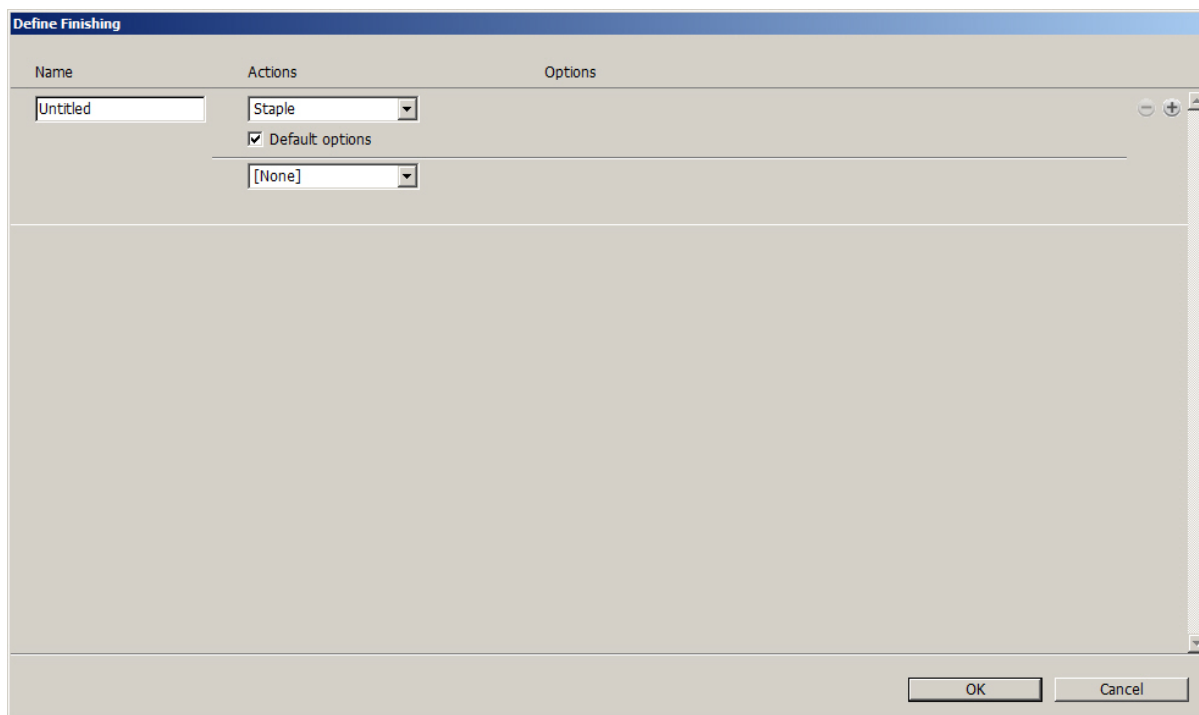 Define Finishing
Name Actions Options
Untitled Staple
Default options
[None]
OK Cancel